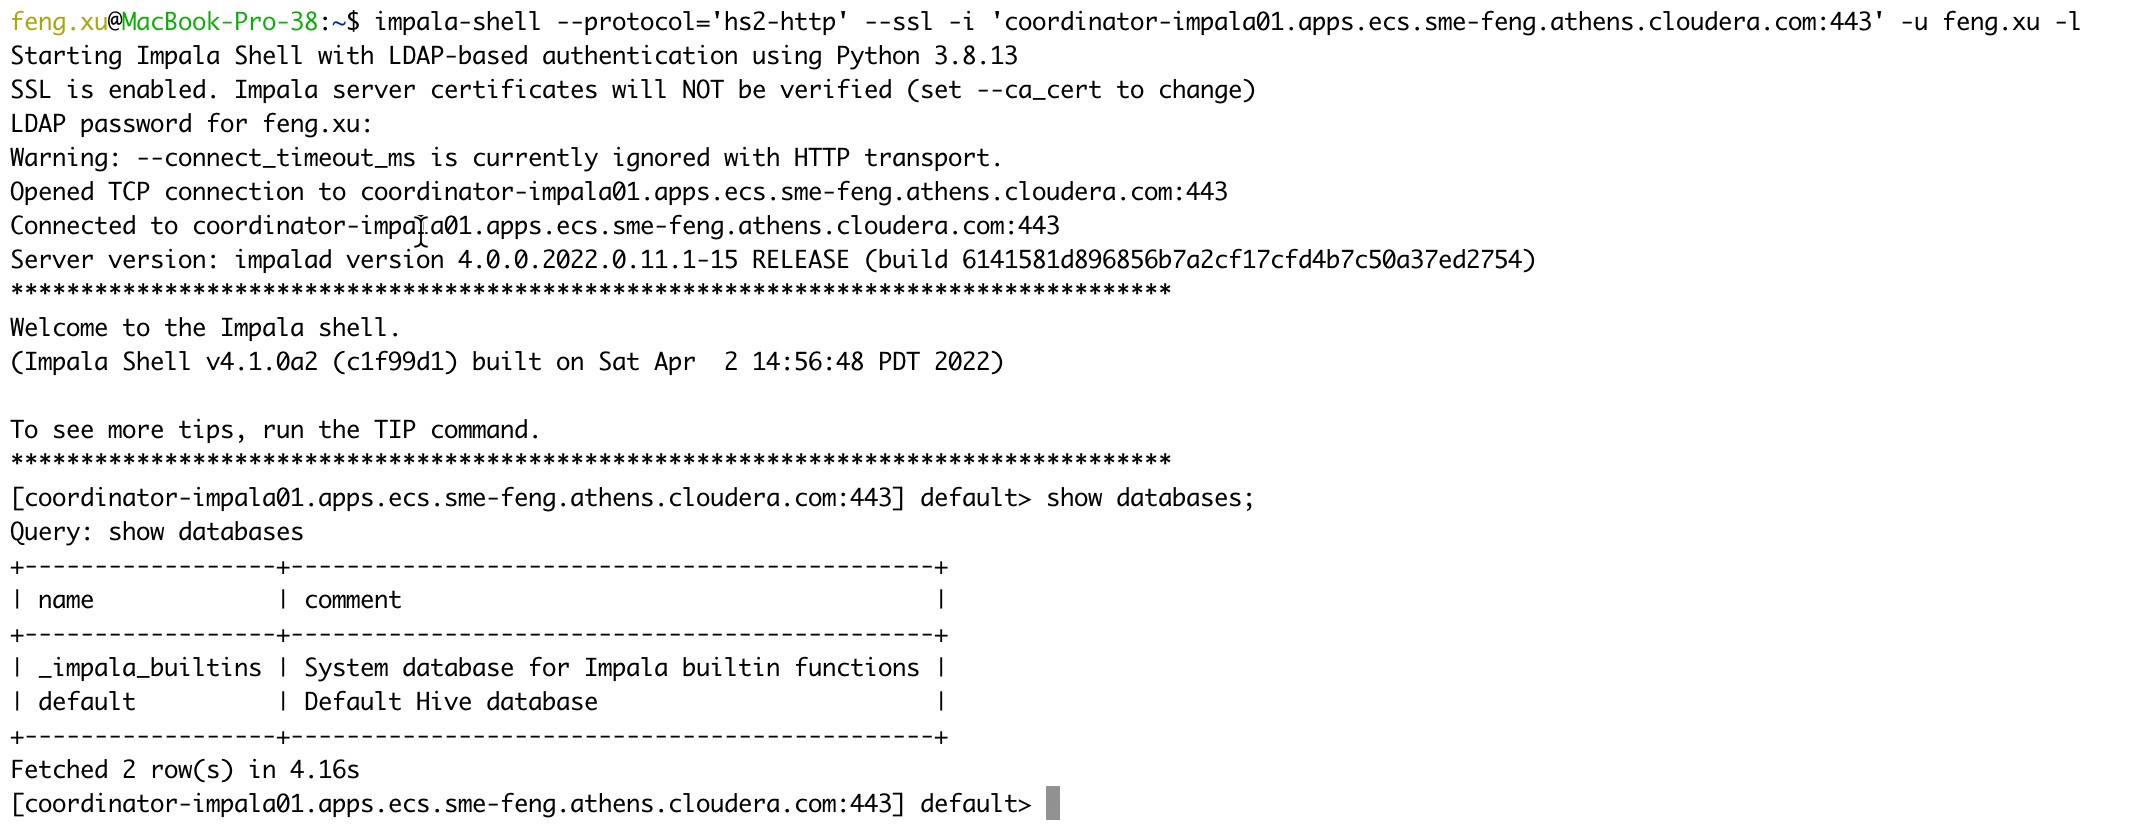 feng.xu@MacBook-Pro-38:~$ impala-shell --protocol='hs2-http' --ssl -i 'coordinator-impala01.apps.ecs.sme-feng.athens.cloudera.com:443' -u feng.xu -l
Starting Impala Shell with LDAP-based authentication using Python 3.8.13
SSL is enabled. Impala server certificates will NOT be verified (set --ca_cert to change)
LDAP password for feng.xu:
Warning: --connect_timeout_ms is currently ignored with HTTP transport.
Opened TCP connection to coordinator-impala01.apps.ecs.sme-feng.athens.cloudera.com:443
Connected to coordinator-impala01.apps.ecs.sme-feng.athens.cloudera.com:443
Server version: impalad version 4.0.0.2022.0.11.1-15 RELEASE (build 6141581d896856b7a2cf17cfd4b7c50a37ed2754)
***********************************************************************************
Welcome to the Impala shell.
(Impala Shell v4.1.0a2 (c1f99d1) built on Sat Apr  2 14:56:48 PDT 2022)

To see more tips, run the TIP command.
***********************************************************************************
[coordinator-impala01.apps.ecs.sme-feng.athens.cloudera.com:443] default> show databases;
Query: show databases
+------------------+----------------------------------------------+
| name             | comment                                      |
+------------------+----------------------------------------------+
| _impala_builtins | System database for Impala builtin functions |
| default          | Default Hive database                        |
+------------------+----------------------------------------------+
Fetched 2 row(s) in 4.16s
[coordinator-impala01.apps.ecs.sme-feng.athens.cloudera.com:443] default>